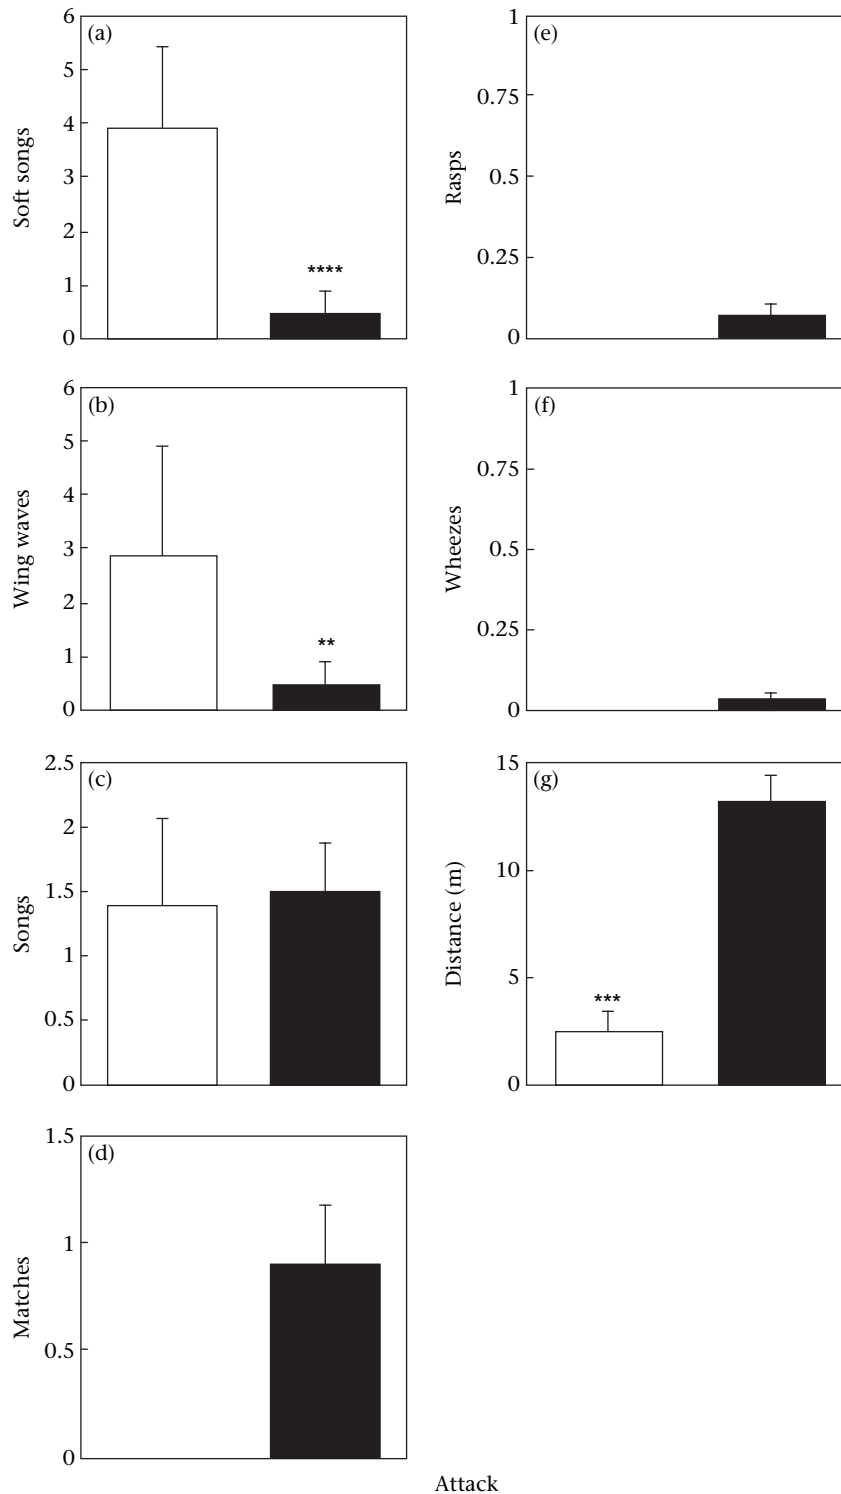 (a)
6
5
4
3
2
1
0
Soft songs
****
(e)
1
0.75
0.5
0.25
0
Rasps
(b)
6
5
4
3
2
1
0
Wing waves
**
(f)
1
0.75
0.5
0.25
0
Wheezes
(c)
2.5
2
1.5
1
0.5
0
Songs
(g)
15
10
5
0
Distance (m)
***
(d)
1.5
1
0.5
0
Matches
Attack